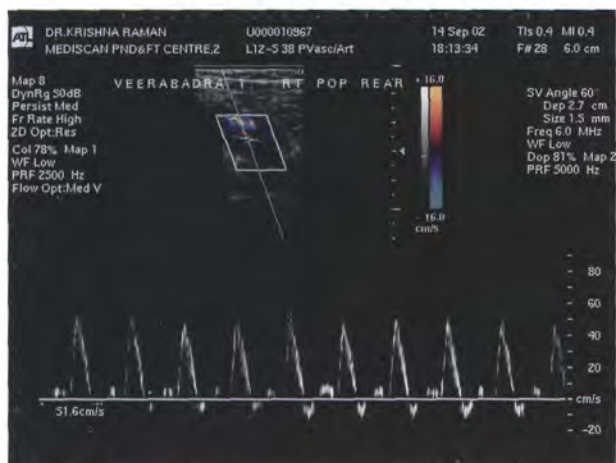 ATL
DR.KRISHNA RAMAN U000010967 14 Sep 02 TIs 0.4 MI 0.4
MEDISCAN PND&FT CENTRE,2 L12-5 38 PVasc/Art 18:13:34 F# 28 6.0 cm
Map 8
DynRg 50dB
Persist Med
Fr Rate High
2D Opt:Res
Col 78% Map 1
WF Low
PRF 2500 Hz
Flow Opt:Med V
VEERABADRA I RT POP REAR
+ 16.0
- 16.0
cm/s
SV Angle 60°
Dep 2.7 cm
Size 1.5 mm
Freq 6.0 MHz
WF Low
Dop 81% Map 2
PRF 5000 Hz
80
60
40
20
cm/s
-20
51.6cm/s